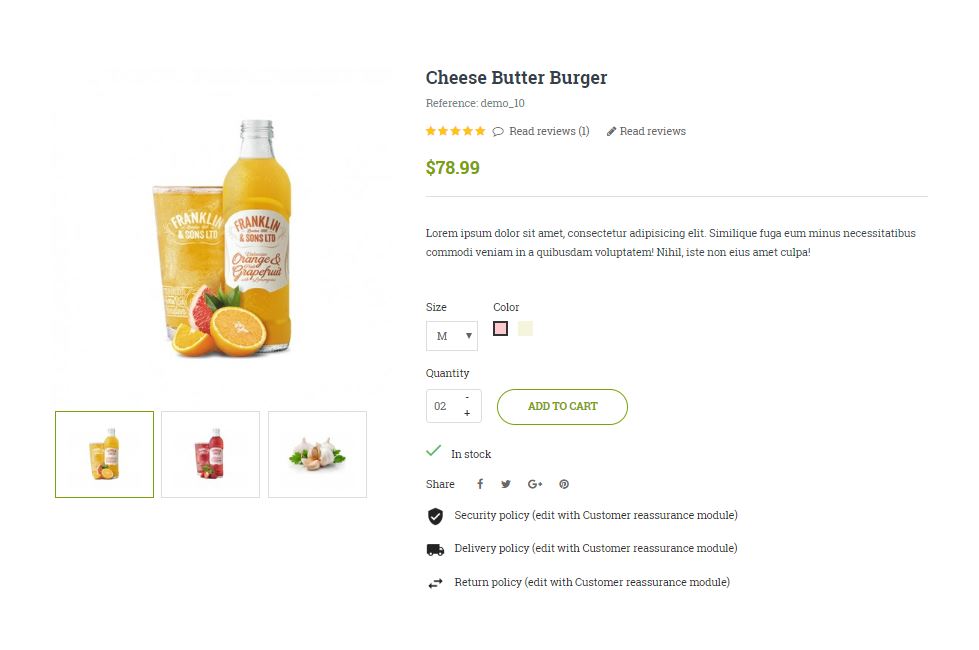 Cheese Butter Burger
Reference: demo_10
Read reviews (1) Read reviews
$78.99
Lorem ipsum dolor sit amet, consectetur adipisicing elit. Similique fuga eum minus necessitatibus
commodi veniam in a quibusdam voluptatem! Nihil, iste non eius amet culpa!
Size Color
M
Quantity
02 - +
ADD TO CART
In stock
Share
Security policy (edit with Customer reassurance module)
Delivery policy (edit with Customer reassurance module)
Return policy (edit with Customer reassurance module)
FRANKLIN
& SONS LTD
FRANKLIN
& SONS LTD
Orange &
Grapefruit